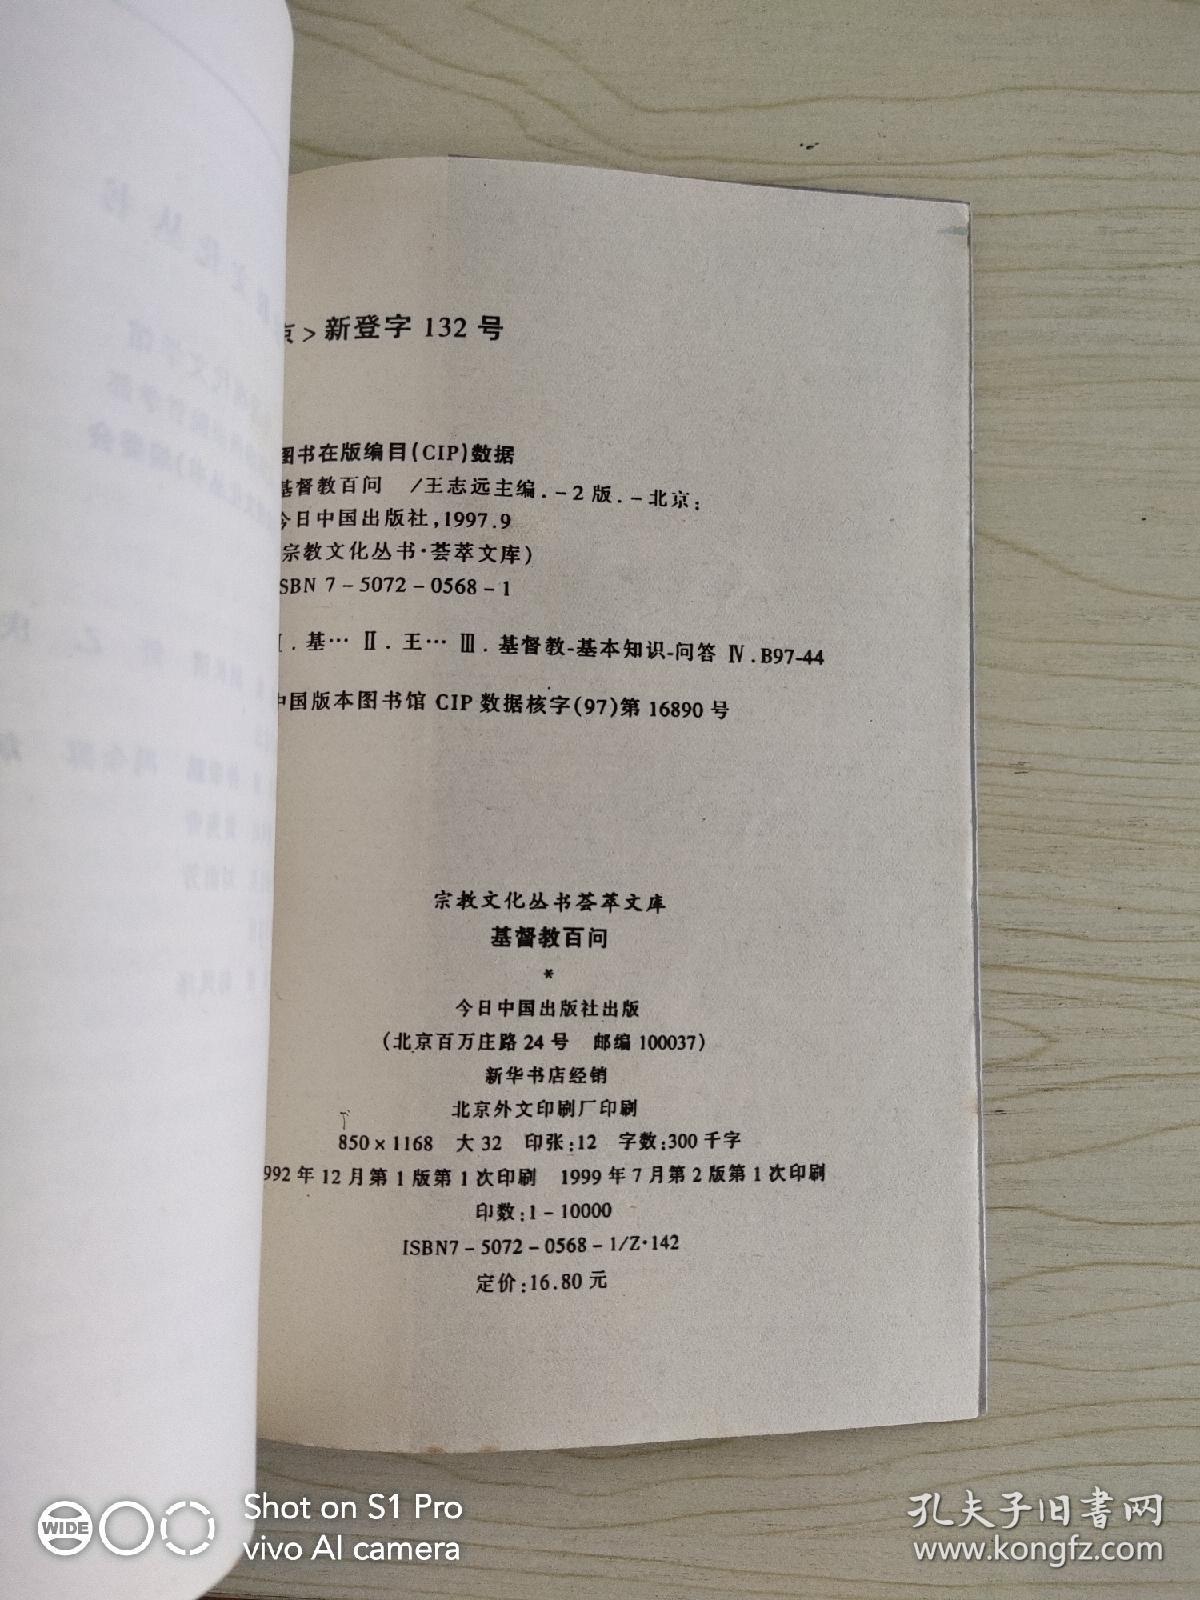 京>新登字 132 号
图书在版编目(CIP)数据
基督教百问 /王志远主编.-2版.-北京:
今日中国出版社,1997.9
宗教文化丛书·荟萃文库)
ISBN 7-5072-0568-1
Ⅰ.基… Ⅱ.王… Ⅲ.基督教-基本知识-问答 Ⅳ.B97-44
中国版本图书馆 CIP 数据核字(97)第 16890 号
宗教文化丛书荟萃文库
基督教百问
*
今日中国出版社出版
(北京百万庄路 24 号 邮编 100037)
新华书店经销
北京外文印刷厂印刷
850×1168 大 32 印张:12 字数:300 千字
992 年 12 月第 1 版第 1 次印刷 1999 年 7 月第 2 版第 1 次印刷
印数:1-10000
ISBN7-5072-0568-1/Z·142
定价:16.80 元
WIDE
Shot on S1 Pro
vivo AI camera
孔夫子旧書网
www.kongfz.com